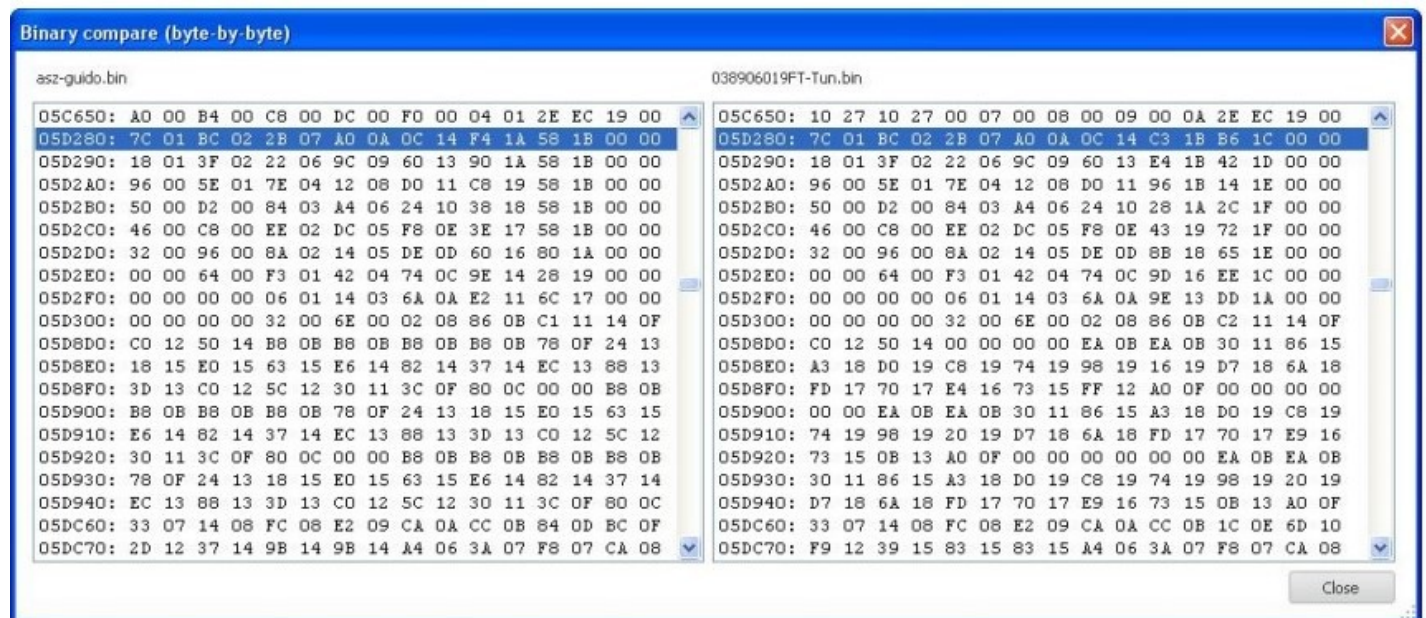 Binary compare (byte-by-byte)
asz-guido.bin
05C650: A0 00 B4 00 C8 00 DC 00 F0 00 04 01 2E EC 19 00
05D280: 7C 01 BC 02 2B 07 A0 0A 0C 14 F4 1A 58 1B 00 00
05D290: 18 01 3F 02 22 06 9C 09 60 13 90 1A 58 1B 00 00
05D2A0: 96 00 5E 01 7E 04 12 08 D0 11 C8 19 58 1B 00 00
05D2B0: 50 00 D2 00 84 03 A4 06 24 10 38 18 58 1B 00 00
05D2C0: 46 00 C8 00 EE 02 DC 05 F8 0E 3E 17 58 1B 00 00
05D2D0: 32 00 96 00 8A 02 14 05 DE 0D 60 16 80 1A 00 00
05D2E0: 00 00 64 00 F3 01 42 04 74 0C 9E 14 28 19 00 00
05D2F0: 00 00 00 00 06 01 14 03 6A 0A E2 11 6C 17 00 00
05D300: 00 00 00 00 32 00 6E 00 02 08 86 0B C1 11 14 0F
05D8D0: C0 12 50 14 B8 0B B8 0B B8 0B B8 0B 78 0F 24 13
05D8E0: 18 15 E0 15 63 15 E6 14 82 14 37 14 EC 13 88 13
05D8F0: 3D 13 C0 12 5C 12 30 11 3C 0F 80 0C 00 00 B8 0B
05D900: B8 0B B8 0B B8 0B 78 0F 24 13 18 15 E0 15 63 15
05D910: E6 14 82 14 37 14 EC 13 88 13 3D 13 C0 12 5C 12
05D920: 30 11 3C 0F 80 0C 00 00 B8 0B B8 0B B8 0B B8 0B
05D930: 78 0F 24 13 18 15 E0 15 63 15 E6 14 82 14 37 14
05D940: EC 13 88 13 3D 13 C0 12 5C 12 30 11 3C 0F 80 0C
05DC60: 33 07 14 08 FC 08 E2 09 CA 0A CC 0B 84 0D BC 0F
05DC70: 2D 12 37 14 9B 14 9B 14 A4 06 3A 07 F8 07 CA 08
038906019FT-Tun.bin
05C650: 10 27 10 27 00 07 00 08 00 09 00 0A 2E EC 19 00
05D280: 7C 01 BC 02 2B 07 A0 0A 0C 14 C3 1B B6 1C 00 00
05D290: 18 01 3F 02 22 06 9C 09 60 13 E4 1B 42 1D 00 00
05D2A0: 96 00 5E 01 7E 04 12 08 D0 11 96 1B 14 1E 00 00
05D2B0: 50 00 D2 00 84 03 A4 06 24 10 28 1A 2C 1F 00 00
05D2C0: 46 00 C8 00 EE 02 DC 05 F8 0E 43 19 72 1F 00 00
05D2D0: 32 00 96 00 8A 02 14 05 DE 0D 8B 18 65 1E 00 00
05D2E0: 00 00 64 00 F3 01 42 04 74 0C 9D 16 EE 1C 00 00
05D2F0: 00 00 00 00 06 01 14 03 6A 0A 9E 13 DD 1A 00 00
05D300: 00 00 00 00 32 00 6E 00 02 08 86 0B C2 11 14 0F
05D8D0: C0 12 50 14 00 00 00 00 EA 0B EA 0B 30 11 86 15
05D8E0: A3 18 D0 19 C8 19 74 19 98 19 16 19 D7 18 6A 18
05D8F0: FD 17 70 17 E4 16 73 15 FF 12 A0 0F 00 00 00 00
05D900: 00 00 EA 0B EA 0B 30 11 86 15 A3 18 D0 19 C8 19
05D910: 74 19 98 19 20 19 D7 18 6A 18 FD 17 70 17 E9 16
05D920: 73 15 0B 13 A0 0F 00 00 00 00 00 00 EA 0B EA 0B
05D930: 30 11 86 15 A3 18 D0 19 C8 19 74 19 98 19 20 19
05D940: D7 18 6A 18 FD 17 70 17 E9 16 73 15 0B 13 A0 0F
05DC60: 33 07 14 08 FC 08 E2 09 CA 0A CC 0B 1C 0E 6D 10
05DC70: F9 12 39 15 83 15 83 15 A4 06 3A 07 F8 07 CA 08
Close